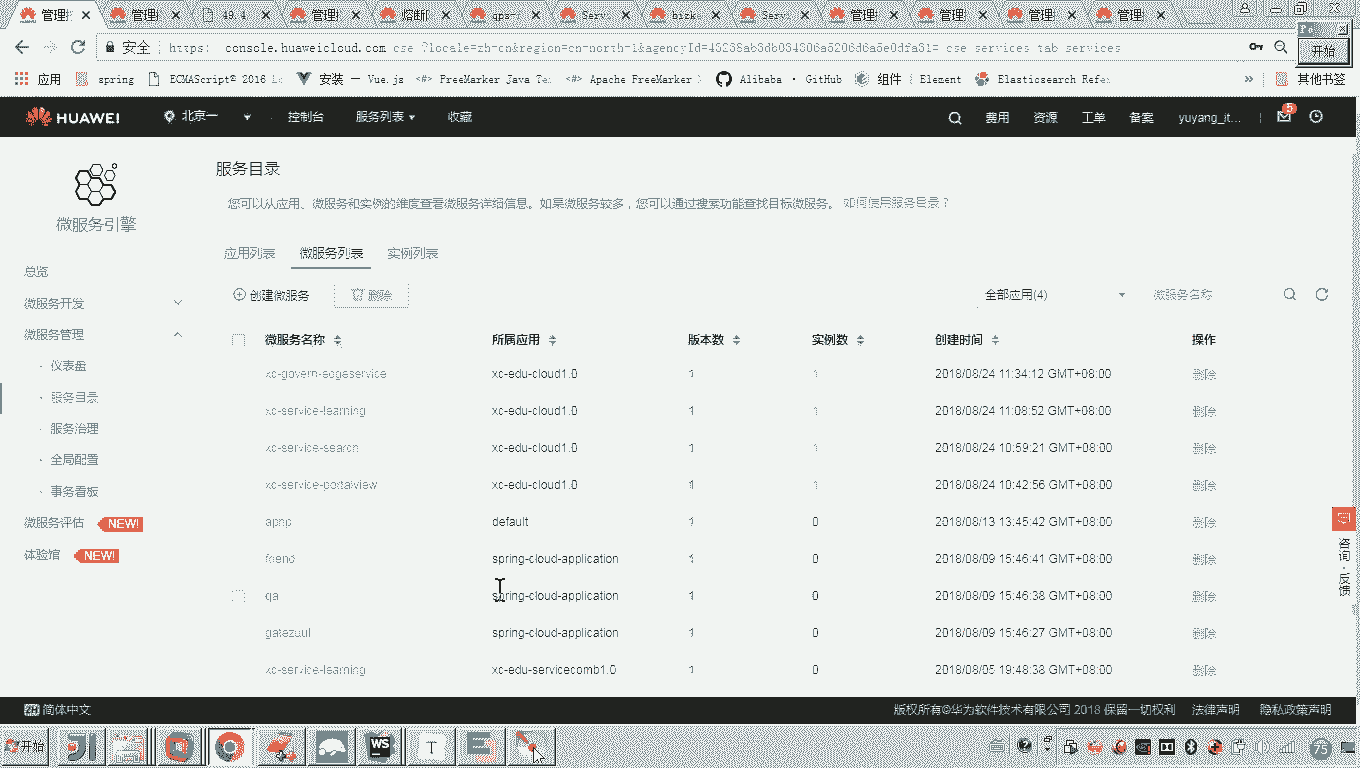 管理 管理 49.4 管理 管理 熔断 qps- Serv bizk Serv 管理 管理 管理 管理
安全 https: console.huaweicloud.com cse
开始
应用 spring ECMAScript® 2016 安装 — Vue.js FreeMarker Java Apache FreeMarker Alibaba · GitHub 组件 | Element Elasticsearch » 其他书签
HUAWEI 北京一 控制台 服务列表 收藏 费用 资源 工单 备案 yuyang_it... 5
微服务引擎
总览
微服务开发
微服务管理
· 仪表盘
· 服务目录
· 服务治理
· 全局配置
· 事务看板
微服务评估 NEW!
体验馆 NEW!
服务目录
您可以从应用、微服务和实例的维度查看微服务详细信息。如果微服务较多，您可以通过搜索功能查找目标微服务。 如何使用服务目录？
应用列表 微服务列表 实例列表
创建微服务 删除 全部应用(4) 微服务名称
微服务名称 所属应用 版本数 实例数 创建时间 操作
xc-govern-edgeservice xc-edu-cloud1.0 1 1 2018/08/24 11:34:12 GMT+08:00 删除
xc-service-learning xc-edu-cloud1.0 1 1 2018/08/24 11:08:52 GMT+08:00 删除
xc-service-search xc-edu-cloud1.0 1 1 2018/08/24 10:59:21 GMT+08:00 删除
xc-service-portalview xc-edu-cloud1.0 1 1 2018/08/24 10:42:56 GMT+08:00 删除
default 1 0 2018/08/13 13:45:42 GMT+08:00 删除
friend spring-cloud-application 1 0 2018/08/09 15:46:41 GMT+08:00 删除
qa spring-cloud-application 1 0 2018/08/09 15:46:38 GMT+08:00 删除
gatezuul spring-cloud-application 1 0 2018/08/09 15:46:27 GMT+08:00 删除
xc-service-learning xc-edu-servicecomb1.0 1 0 2018/08/05 19:48:38 GMT+08:00 删除
咨询·反馈
简体中文 版权所有©华为软件技术有限公司 2018 保留一切权利 法律声明 隐私政策声明
开始 WS T 75